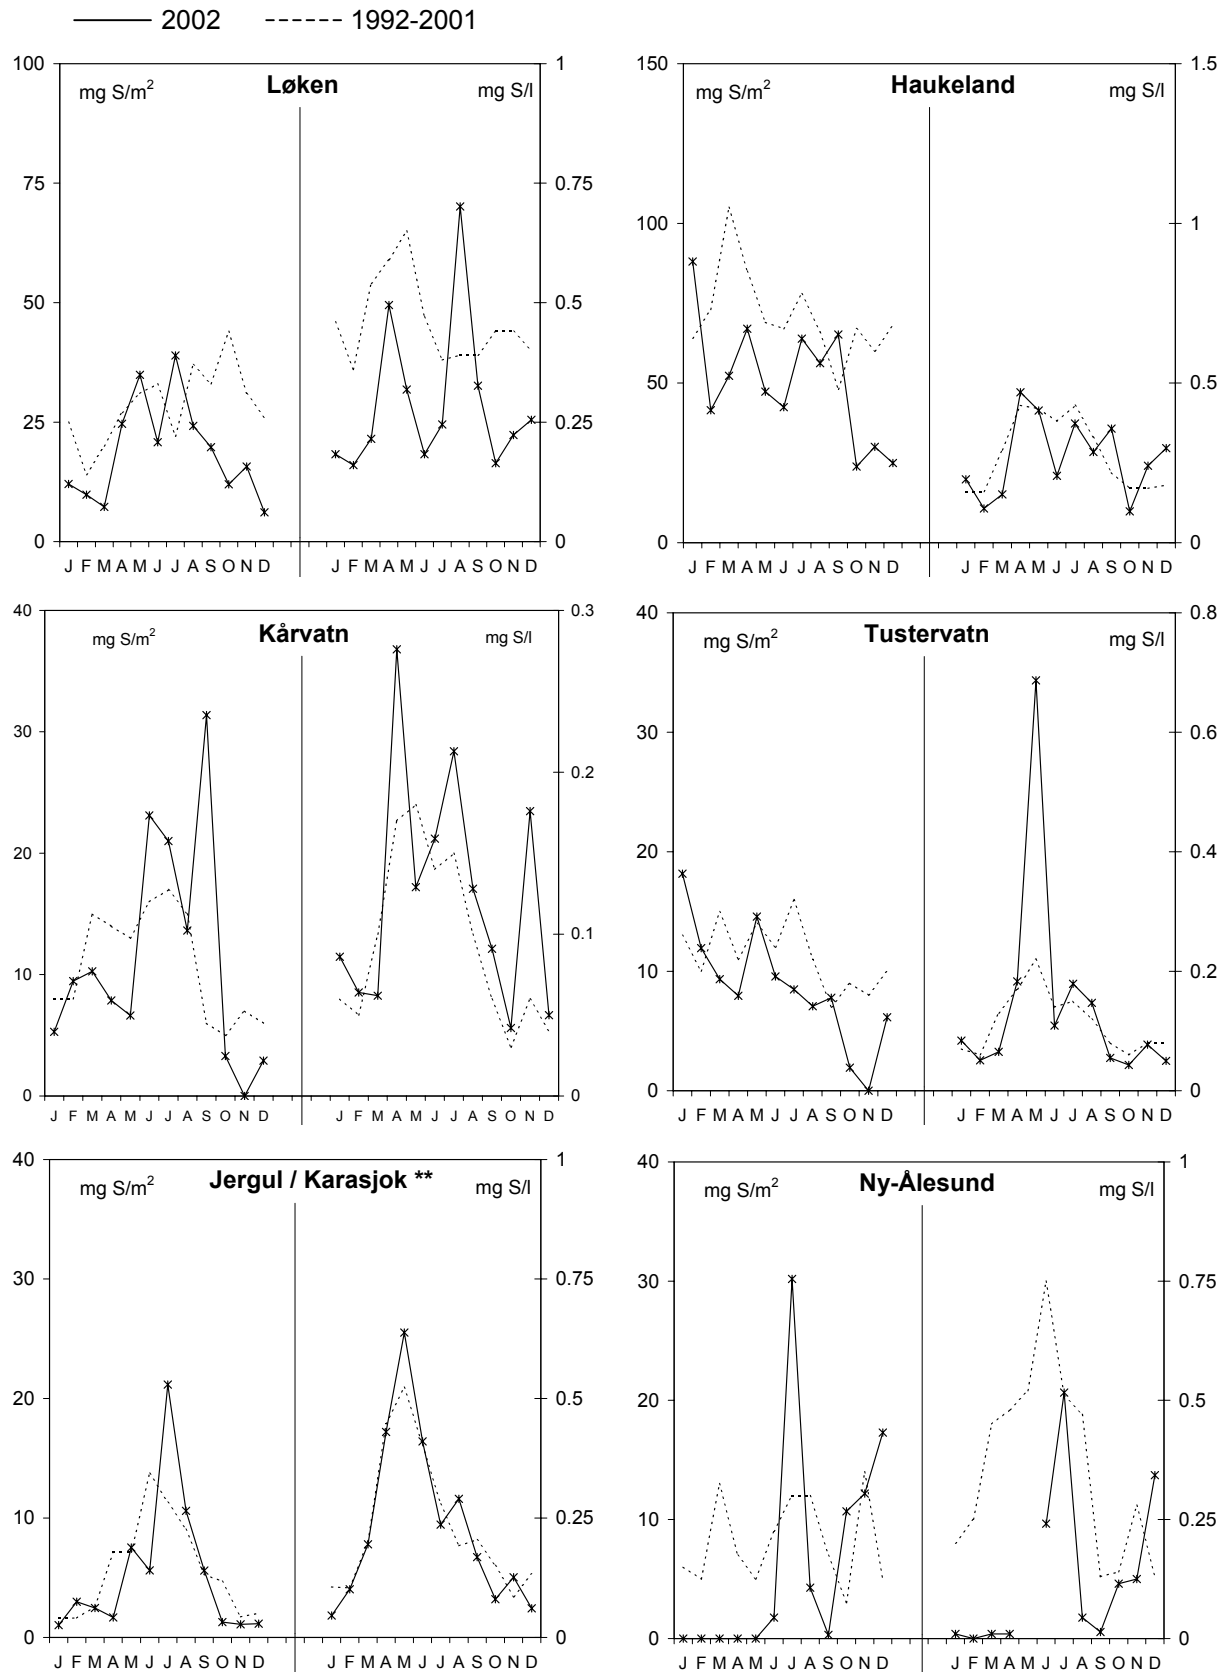 2002 1992-2001
100 mg S/m² Løken mg S/l 1
75 0.75
50 0.5
25 0.25
0 0
J F M A M J J A S O N D J F M A M J J A S O N D
150 mg S/m² Haukeland mg S/l 1.5
100 1
50 0.5
0 0
J F M A M J J A S O N D J F M A M J J A S O N D
40 mg S/m² Kårvatn mg S/l 0.3
30
0.2
20
0.1
10
0 0
J F M A M J J A S O N D J F M A M J J A S O N D
40 mg S/m² Tustervatn mg S/l 0.8
30 0.6
20 0.4
10 0.2
0 0
J F M A M J J A S O N D J F M A M J J A S O N D
40 mg S/m² Jergul / Karasjok ** mg S/l 1
30 0.75
20 0.5
10 0.25
0 0
J F M A M J J A S O N D J F M A M J J A S O N D
40 mg S/m² Ny-Ålesund mg S/l 1
30 0.75
20 0.5
10 0.25
0 0
J F M A M J J A S O N D J F M A M J J A S O N D